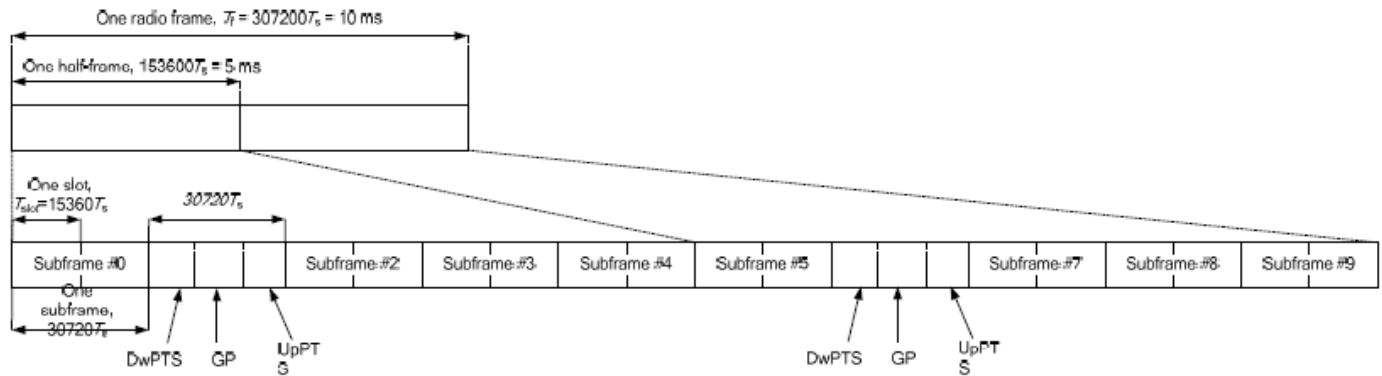 One radio frame, Tf = 307200Ts = 10 ms
One half-frame, 153600Ts = 5 ms
One slot,
Tslot=15360Ts
30720Ts
Subframe #0
Subframe #2
Subframe #3
Subframe #4
Subframe #5
Subframe #7
Subframe #8
Subframe #9
One
subframe,
30720Ts
DwPTS
GP
UpPT
S
DwPTS
GP
UpPT
S